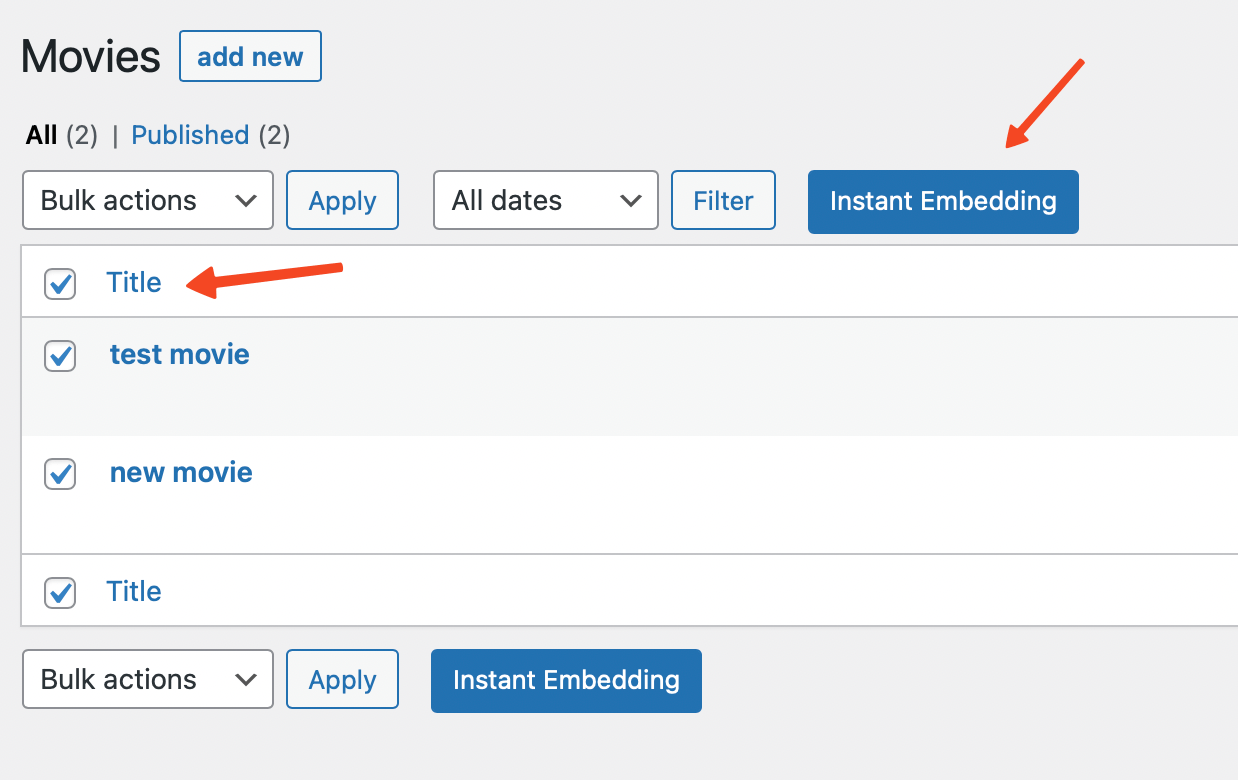 Movies add new
All (2) | Published (2)
Bulk actions Apply All dates Filter Instant Embedding
Title
test movie
new movie
Title
Bulk actions Apply Instant Embedding